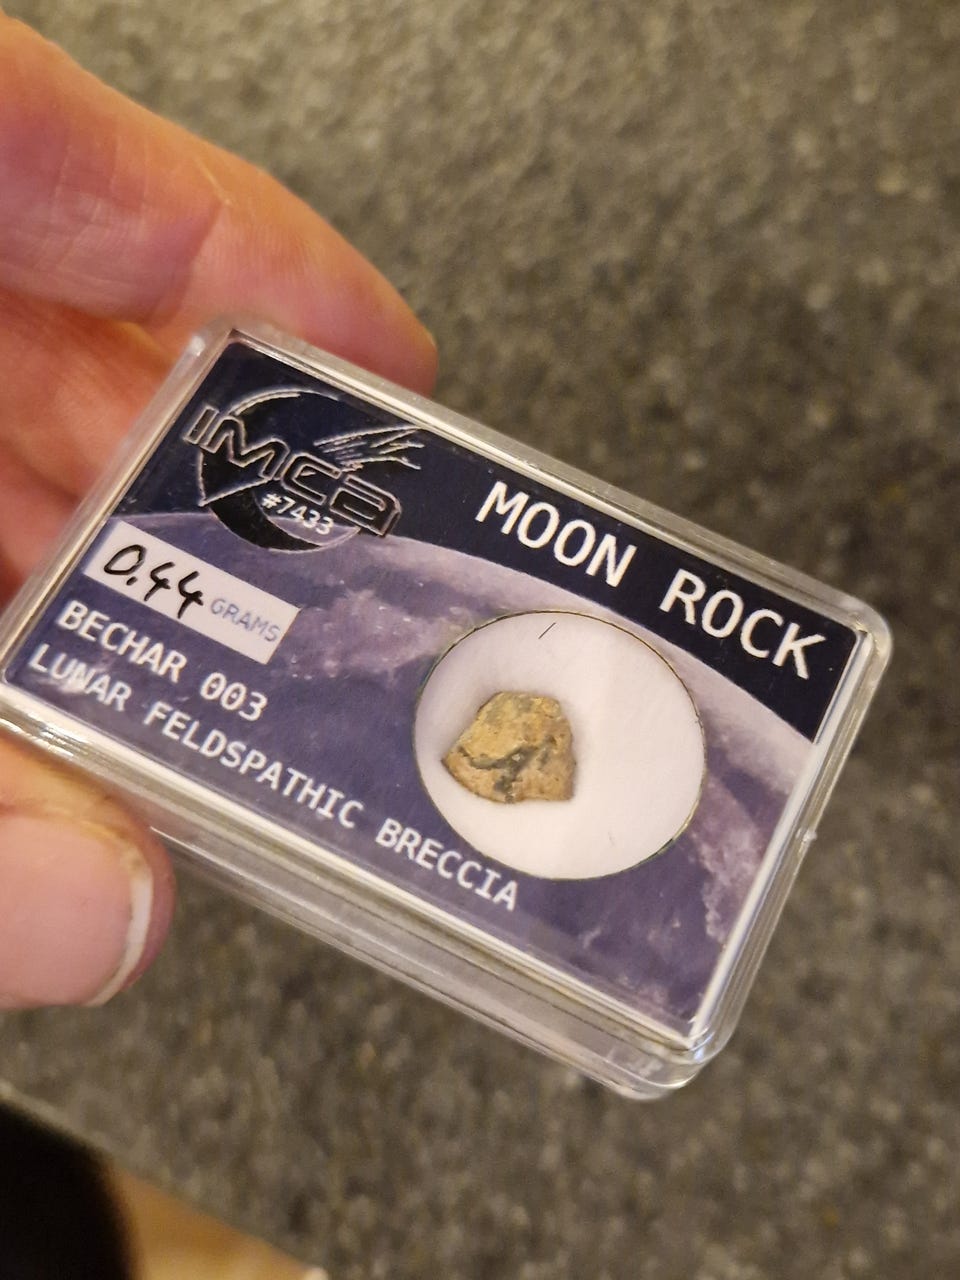 IMCA
#7433
MOON ROCK
0.44 GRAMS
BECHAR 003
LUNAR FELDSPATHIC BRECCIA